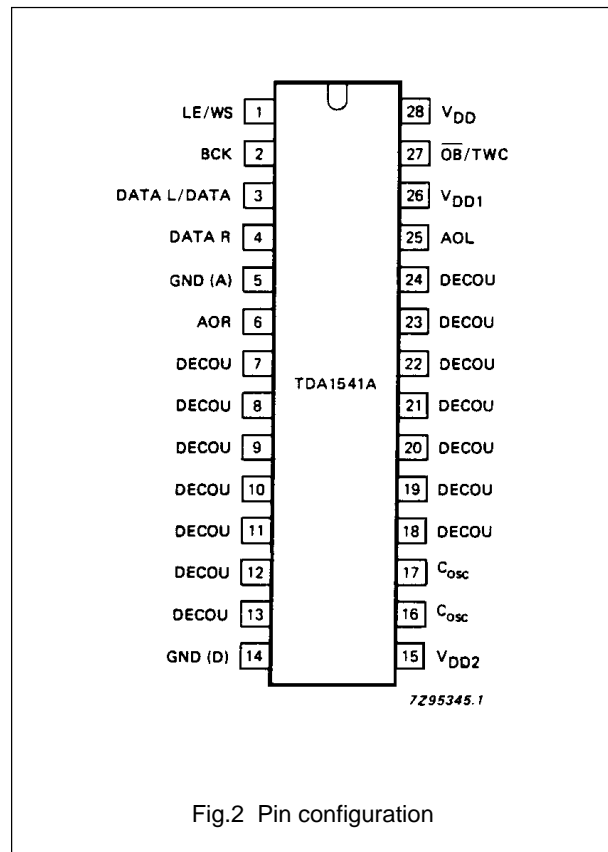 LE/WS 1 28 VDD
BCK 2 27 O̅B̅/TWC
DATA L/DATA 3 26 VDD1
DATA R 4 25 AOL
GND (A) 5 24 DECOU
AOR 6 23 DECOU
DECOU 7 22 DECOU
TDA1541A
DECOU 8 21 DECOU
DECOU 9 20 DECOU
DECOU 10 19 DECOU
DECOU 11 18 DECOU
DECOU 12 17 Cosc
DECOU 13 16 Cosc
GND (D) 14 15 VDD2
7Z95345.1
Fig.2 Pin configuration